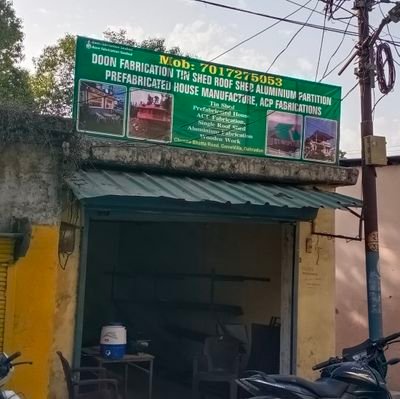 Mob: 7017275053
DOON FABRICATION TIN SHED ROOF SHED ALUMINIUM PARTITION
PREFABRICATED HOUSE MANUFACTURE, ACP FABRICATIONS
Tin Shed
Prefabricated House
ACP Fabrication,
Single Roof Shed
Aluminium Fabrication
Wooden Work
Road,